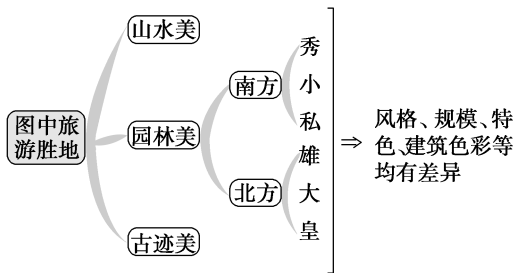 图中旅
游胜地
山水美
园林美
古迹美
南方
北方
秀
小
私
雄
大
皇
⇒
风格、规模、特
色、建筑色彩等
均有差异